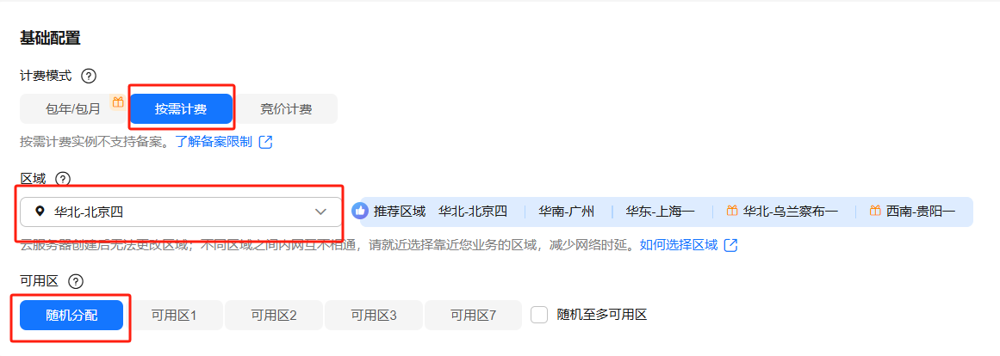 基础配置
计费模式 ?
包年/包月 按需计费 竞价计费
按需计费实例不支持备案。了解备案限制
区域 ?
华北-北京四 推荐区域 华北-北京四 华南-广州 华东-上海一 华北-乌兰察布一 西南-贵阳一
云服务器创建后无法更改区域；不同区域之间内网互不相通，请就近选择靠近您业务的区域，减少网络时延。如何选择区域
可用区 ?
随机分配 可用区1 可用区2 可用区3 可用区7 随机至多可用区